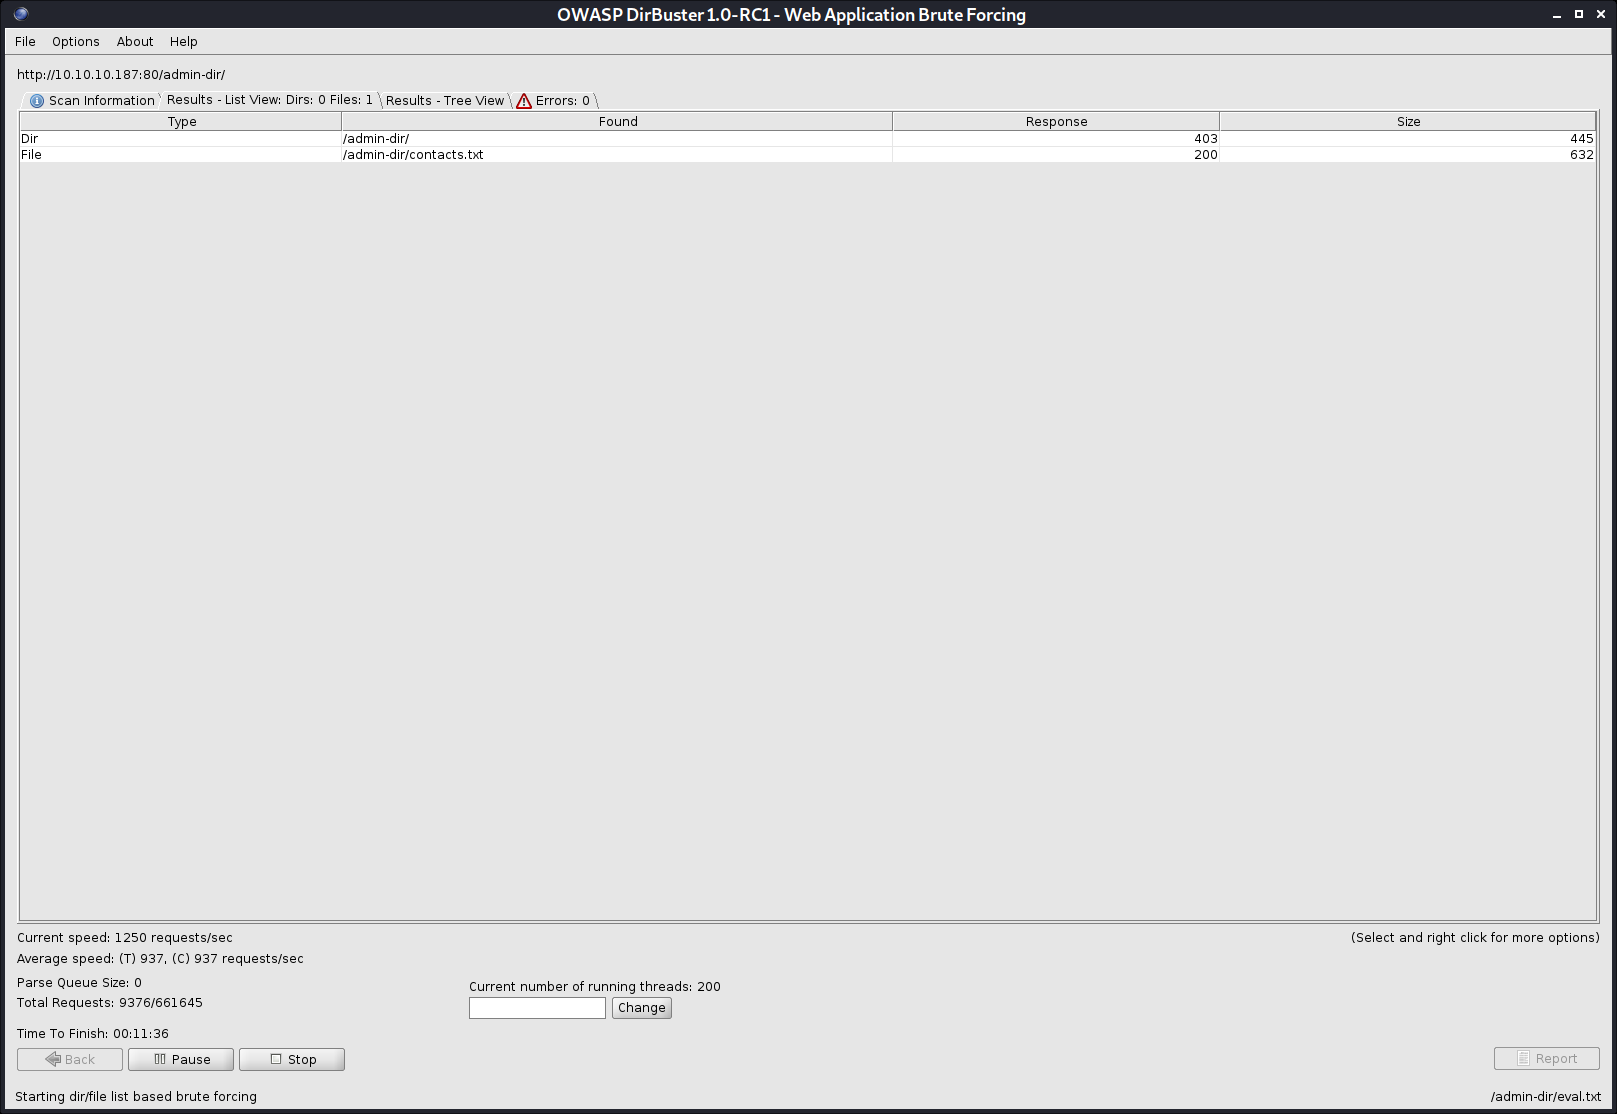 OWASP DirBuster 1.0-RC1 - Web Application Brute Forcing
File Options About Help
http://10.10.10.187:80/admin-dir/
Scan Information Results - List View: Dirs: 0 Files: 1 Results - Tree View Errors: 0
Type Found Response Size
Dir /admin-dir/ 403 445
File /admin-dir/contacts.txt 200 632
Current speed: 1250 requests/sec (Select and right click for more options)
Average speed: (T) 937, (C) 937 requests/sec
Parse Queue Size: 0
Current number of running threads: 200
Total Requests: 9376/661645
Change
Time To Finish: 00:11:36
Back Pause Stop Report
Starting dir/file list based brute forcing /admin-dir/eval.txt